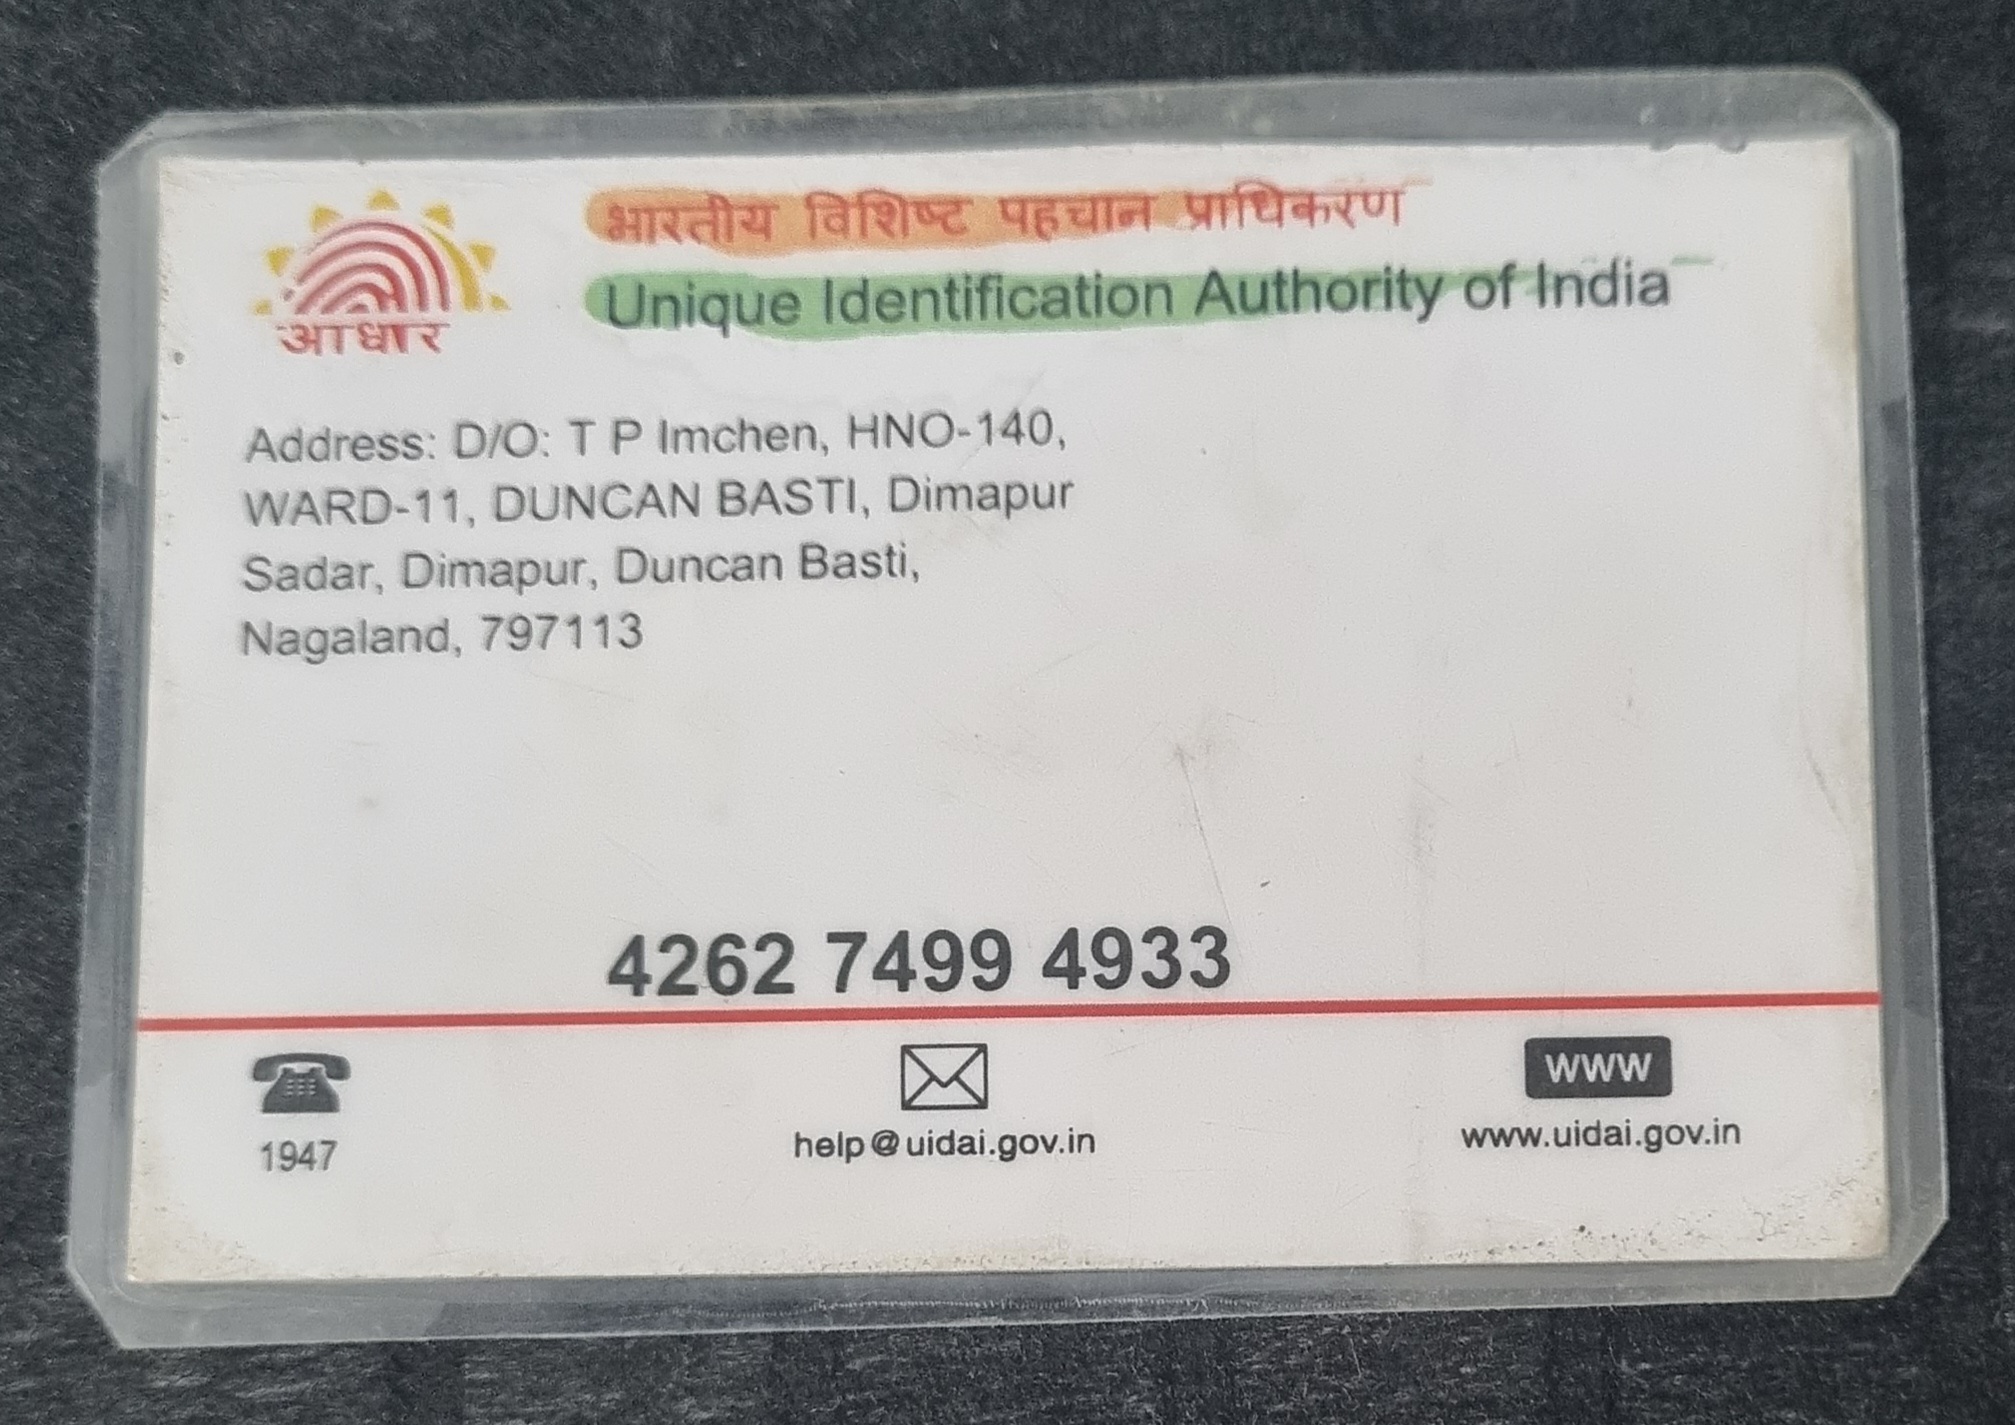 आधार
भारतीय विशिष्ट पहचान प्राधिकरण
Unique Identification Authority of India
Address: D/O: T P Imchen, HNO-140,
WARD-11, DUNCAN BASTI, Dimapur
Sadar, Dimapur, Duncan Basti,
Nagaland, 797113
4262 7499 4933
1947
help@uidai.gov.in
www
www.uidai.gov.in